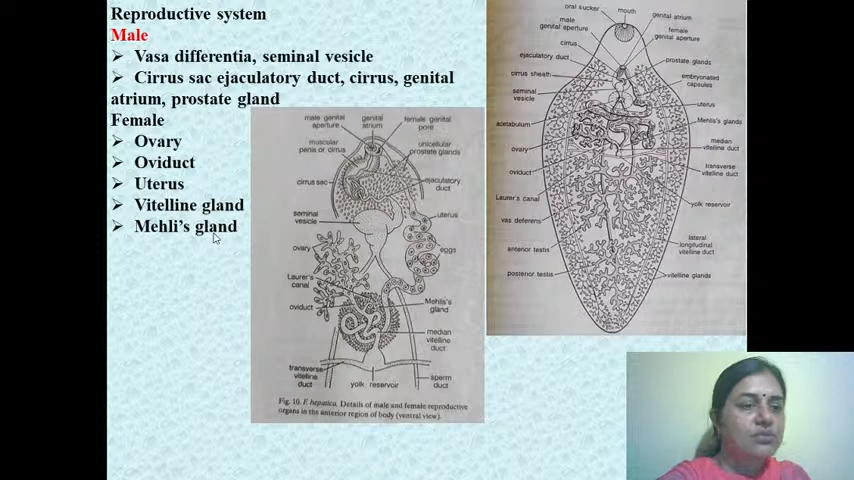 Reproductive system
Male
Vasa differentia, seminal vesicle
Cirrus sac ejaculatory duct, cirrus, genital
atrium, prostate gland
Female
Ovary
Oviduct
Uterus
Vitelline gland
Mehli's gland
male genital
aperture
genital
atrium
female genital
pore
muscular
penis or cirrus
unicellular
prostate glands
cirrus sac
ejaculatory
duct
seminal
vesicle
uterus
ovary
eggs
Laurer's
canal
oviduct
Mehlis's
gland
median
vitelline
duct
transverse
vitelline
duct
yolk reservoir
sperm
duct
Fig. 10. F. hepatica. Details of male and female reproductive
organs in the anterior region of body (ventral view).
oral sucker
mouth
genital atrium
male
genital aperture
female
genital aperture
cirrus
ejaculatory duct
prostate glands
cirrus sheath
embryonated
capsules
seminal
vesicle
uterus
acetabulum
Mehlis's glands
ovary
median
vitelline duct
oviduct
transverse
vitelline duct
Laurer's canal
yolk reservoir
vas deferens
lateral
longitudinal
vitelline duct
anterior testis
posterior testis
vitelline glands